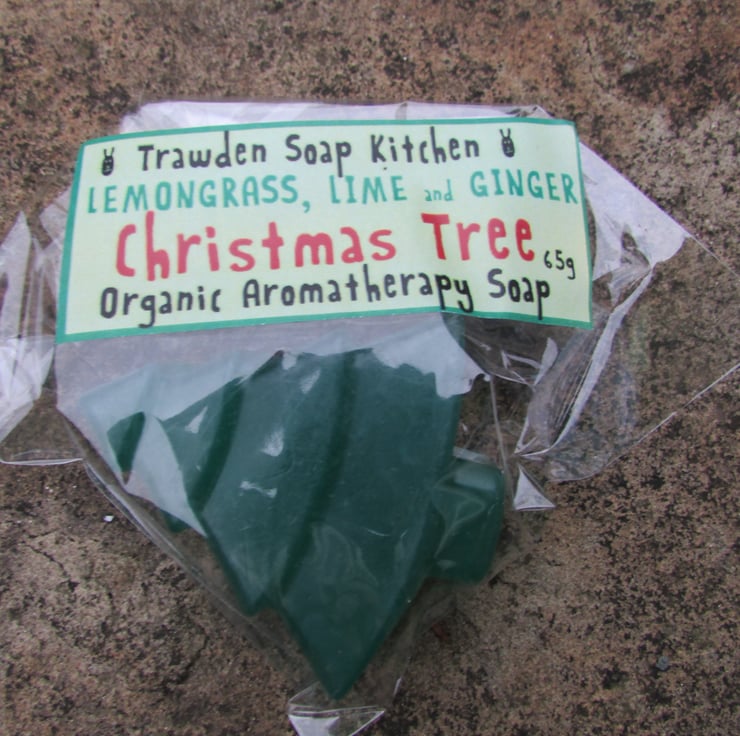 Trawden Soap Kitchen
LEMONGRASS, LIME and GINGER
Christmas Tree 65g
Organic Aromatherapy Soap